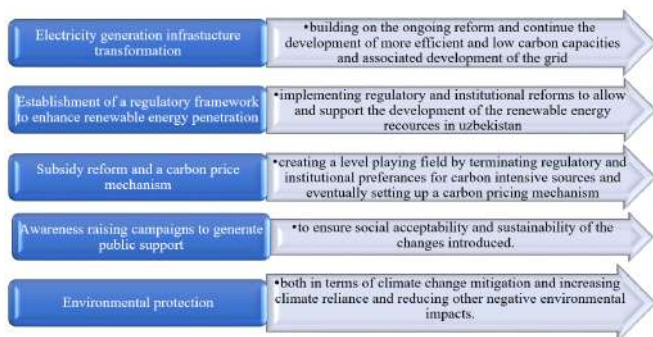 Electricity generation infrastucture
transformation
•building on the ongoing reform and continue the
development of more efficient and low carbon capacities
and associated development of the grid
Establishment of a regulatory framework
to enhance renewable energy penetration
•implementing regulatory and institutional reforms to allow
and support the development of the renewable energy
recources in uzbekistan
Subsidy reform and a carbon price
mechanism
•creating a level playing field by terminating regulatory and
institutional preferances for carbon intensive sources and
eventually setting up a carbon pricing mechanism
Awareness raising campaigns to generate
public support
•to ensure social acceptability and sustainability of the
changes introduced.
Environmental protection
•both in terms of climate change mitigation and increasing
climate reliance and reducing other negative environmental
impacts.